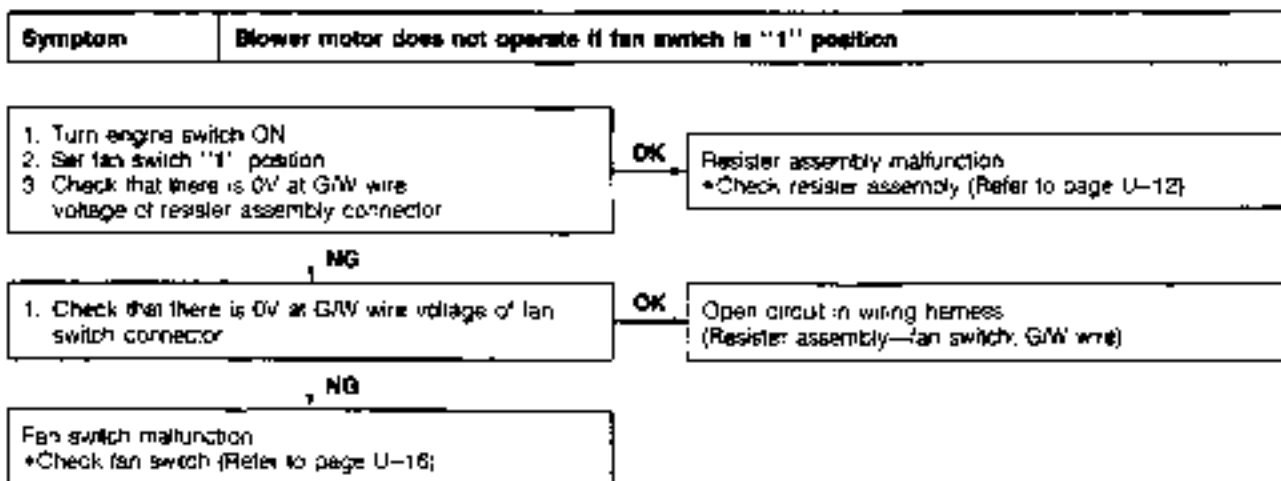 Symptom
Blower motor does not operate if fan switch is "1" position
1. Turn engine switch ON
2. Set fan switch "1" position
3 Check that there is 0V at G/W wire
voltage of resister assembly connector
OK
Resister assembly malfunction
•Check resister assembly (Refer to page U–12)
NG
1. Check that there is 0V at G/W wire voltage of fan
switch connector
OK
Open circuit in wiring harness
(Resister assembly—fan switch; G/W wire)
NG
Fan switch malfunction
•Check fan switch (Refer to page U–16)